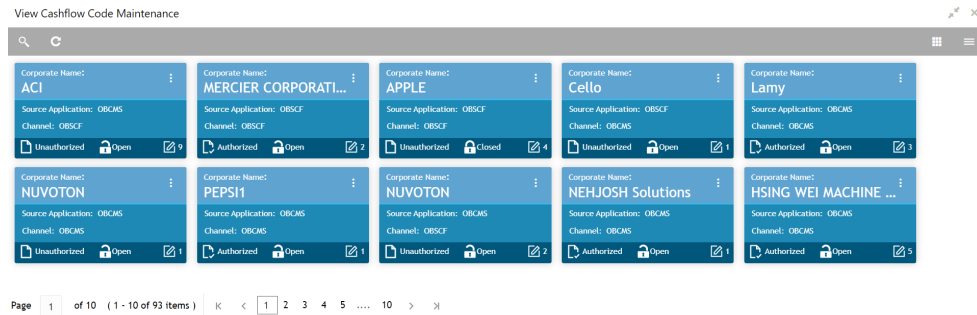 View Cashflow Code Maintenance
Corporate Name:
ACI
Source Application: OBCMS
Channel: OBSCF
Unauthorized Open 9
Corporate Name:
MERCIER CORPORATI...
Source Application: OBSCF
Channel: OBSCF
Authorized Open 2
Corporate Name:
APPLE
Source Application: OBSCF
Channel: OBSCF
Unauthorized Closed 4
Corporate Name:
Cello
Source Application: OBSCF
Channel: OBCMS
Unauthorized Open 1
Corporate Name:
Lamy
Source Application: OBCMS
Channel: OBCMS
Authorized Open 3
Corporate Name:
NUVOTON
Source Application: OBCMS
Channel: OBCMS
Unauthorized Open 1
Corporate Name:
PEPSI1
Source Application: OBCMS
Channel: OBCMS
Authorized Open 1
Corporate Name:
NUVOTON
Source Application: OBCMS
Channel: OBSCF
Unauthorized Open 2
Corporate Name:
NEHJOSH Solutions
Source Application: OBCMS
Channel: OBCMS
Authorized Open 1
Corporate Name:
HSING WEI MACHINE ...
Source Application: OBCMS
Channel: OBCMS
Authorized Open 5
Page 1 of 10 ( 1 - 10 of 93 items ) 1 2 3 4 5 .... 10